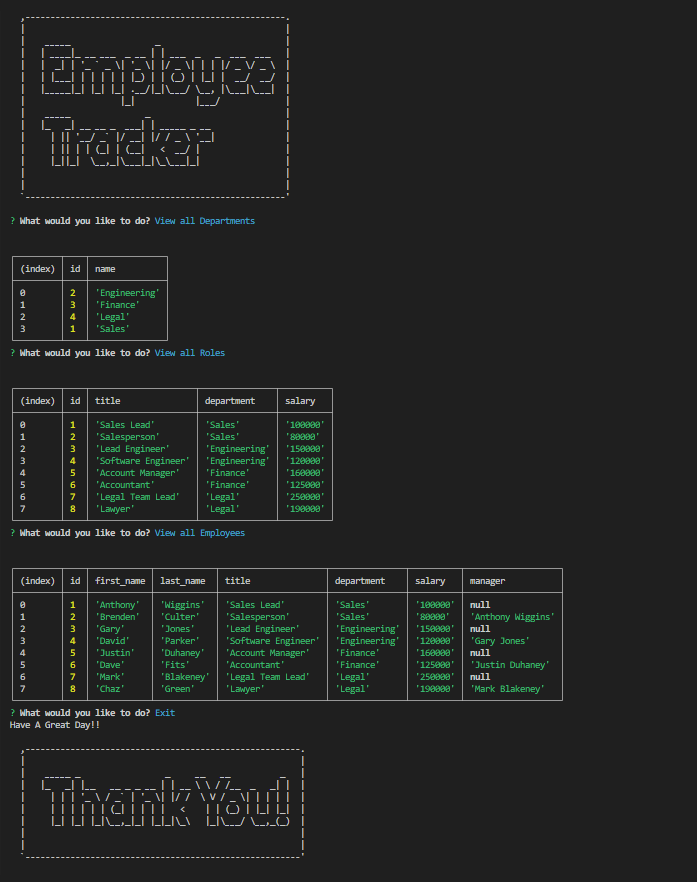 Employee
Tracker
? What would you like to do? View all Departments
(index) id name
0 2 'Engineering'
1 3 'Finance'
2 4 'Legal'
3 1 'Sales'
? What would you like to do? View all Roles
(index) id title department salary
0 1 'Sales Lead' 'Sales' '100000'
1 2 'Salesperson' 'Sales' '80000'
2 3 'Lead Engineer' 'Engineering' '150000'
3 4 'Software Engineer' 'Engineering' '120000'
4 5 'Account Manager' 'Finance' '160000'
5 6 'Accountant' 'Finance' '125000'
6 7 'Legal Team Lead' 'Legal' '250000'
7 8 'Lawyer' 'Legal' '190000'
? What would you like to do? View all Employees
(index) id first_name last_name title department salary manager
0 1 'Anthony' 'Wiggins' 'Sales Lead' 'Sales' '100000' null
1 2 'Brenden' 'Culter' 'Salesperson' 'Sales' '80000' 'Anthony Wiggins'
2 3 'Gary' 'Jones' 'Lead Engineer' 'Engineering' '150000' null
3 4 'David' 'Parker' 'Software Engineer' 'Engineering' '120000' 'Gary Jones'
4 5 'Justin' 'Duhaney' 'Account Manager' 'Finance' '160000' null
5 6 'Dave' 'Fits' 'Accountant' 'Finance' '125000' 'Justin Duhaney'
6 7 'Mark' 'Blakeney' 'Legal Team Lead' 'Legal' '250000' null
7 8 'Chaz' 'Green' 'Lawyer' 'Legal' '190000' 'Mark Blakeney'
? What would you like to do? Exit
Have A Great Day!!
Thank You!